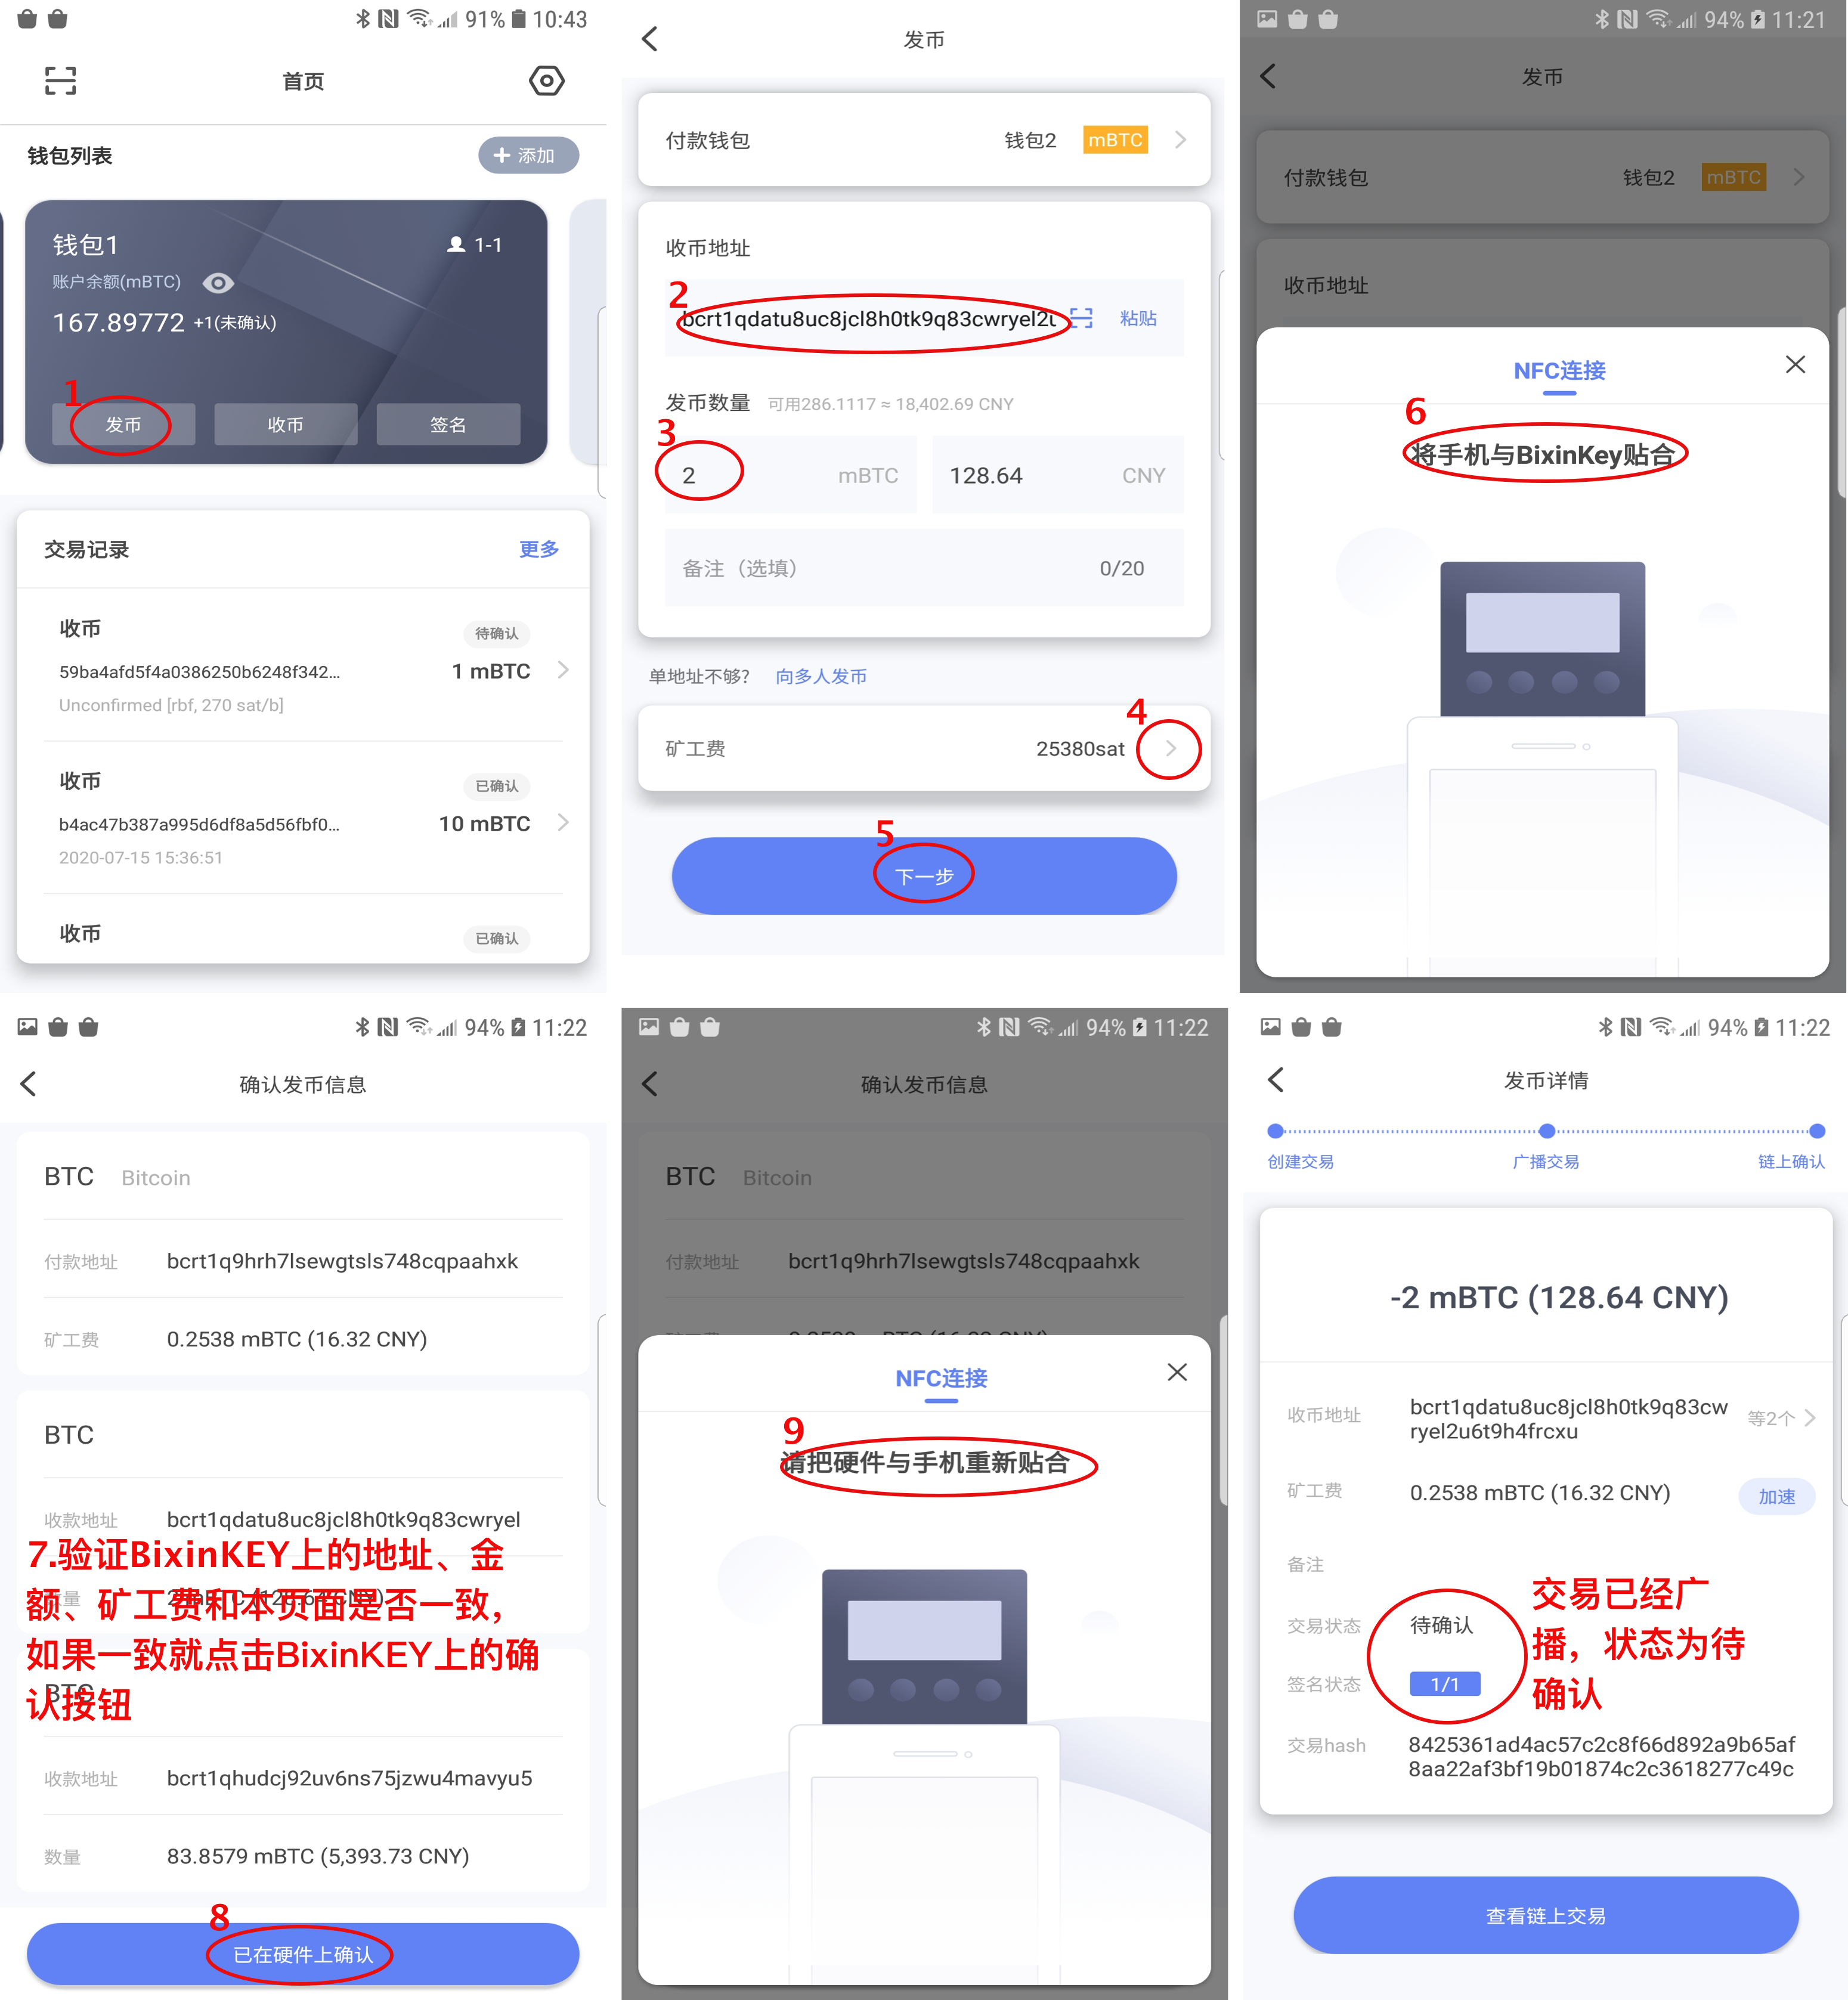 91% 10:43
首页
钱包列表
添加
钱包1
1-1
账户余额(mBTC)
167.89772 +1(未确认)
1
发币
收币
签名
交易记录
更多
收币
待确认
59ba4afd5f4a0386250b6248f342...
1 mBTC
Unconfirmed [rbf, 270 sat/b]
收币
已确认
b4ac47b387a995d6df8a5d56fbf0...
10 mBTC
2020-07-15 15:36:51
收币
已确认
发币
付款钱包
钱包2
mBTC
收币地址
2
bcrt1qdatu8uc8jcl8h0tk9q83cwryel2
粘贴
发币数量
可用286.1117 ≈ 18,402.69 CNY
3
2
mBTC
128.64
CNY
备注（选填）
0/20
单地址不够?
向多人发币
4
矿工费
25380sat
5
下一步
94% 11:21
发币
付款钱包
钱包2
mBTC
收币地址
NFC连接
6
将手机与BixinKey贴合
94% 11:22
确认发币信息
BTC Bitcoin
付款地址
bcrt1q9hrh7lsewgtsls748cqpaahxk
矿工费
0.2538 mBTC (16.32 CNY)
BTC
收款地址
bcrt1qdatu8uc8jcl8h0tk9q83cwryel
7.验证BixinKEY上的地址、金
额、矿工费和本页面是否一致，
如果一致就点击BixinKEY上的确
认按钮
数量
2 mBTC (128.64 CNY)
BTC
收款地址
bcrt1qhudcj92uv6ns75jzwu4mavyu5
数量
83.8579 mBTC (5,393.73 CNY)
8
已在硬件上确认
94% 11:22
确认发币信息
BTC Bitcoin
付款地址
bcrt1q9hrh7lsewgtsls748cqpaahxk
NFC连接
9
请把硬件与手机重新贴合
94% 11:22
发币详情
创建交易
广播交易
链上确认
-2 mBTC (128.64 CNY)
收币地址
bcrt1qdatu8uc8jcl8h0tk9q83cw
ryel2u6t9h4frcxu
等2个
矿工费
0.2538 mBTC (16.32 CNY)
加速
备注
交易状态
待确认
签名状态
1/1
交易已经广
播，状态为待
确认
交易hash
8425361ad4ac57c2c8f66d892a9b65af
8aa22af3bf19b01874c2c3618277c49c
查看链上交易